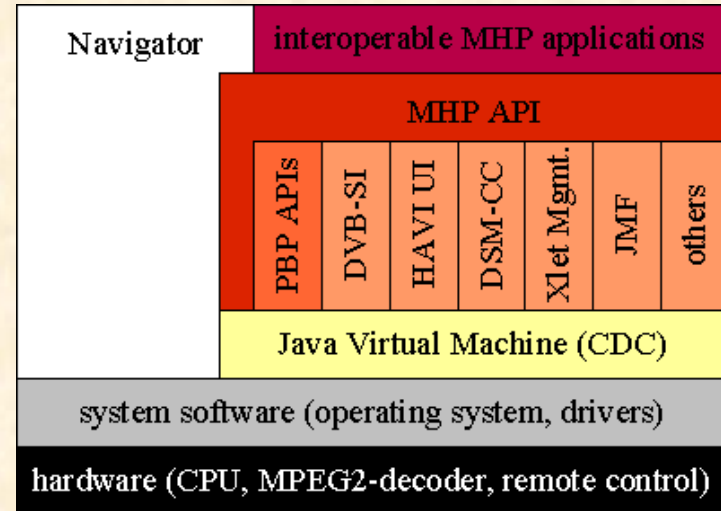 Navigator
interoperable MHP applications
MHP API
PBP APIs
DVB-SI
HAVI UI
DSM-CC
Xlet Mgmt.
JMF
others
Java Virtual Machine (CDC)
system software (operating system, drivers)
hardware (CPU, MPEG2-decoder, remote control)